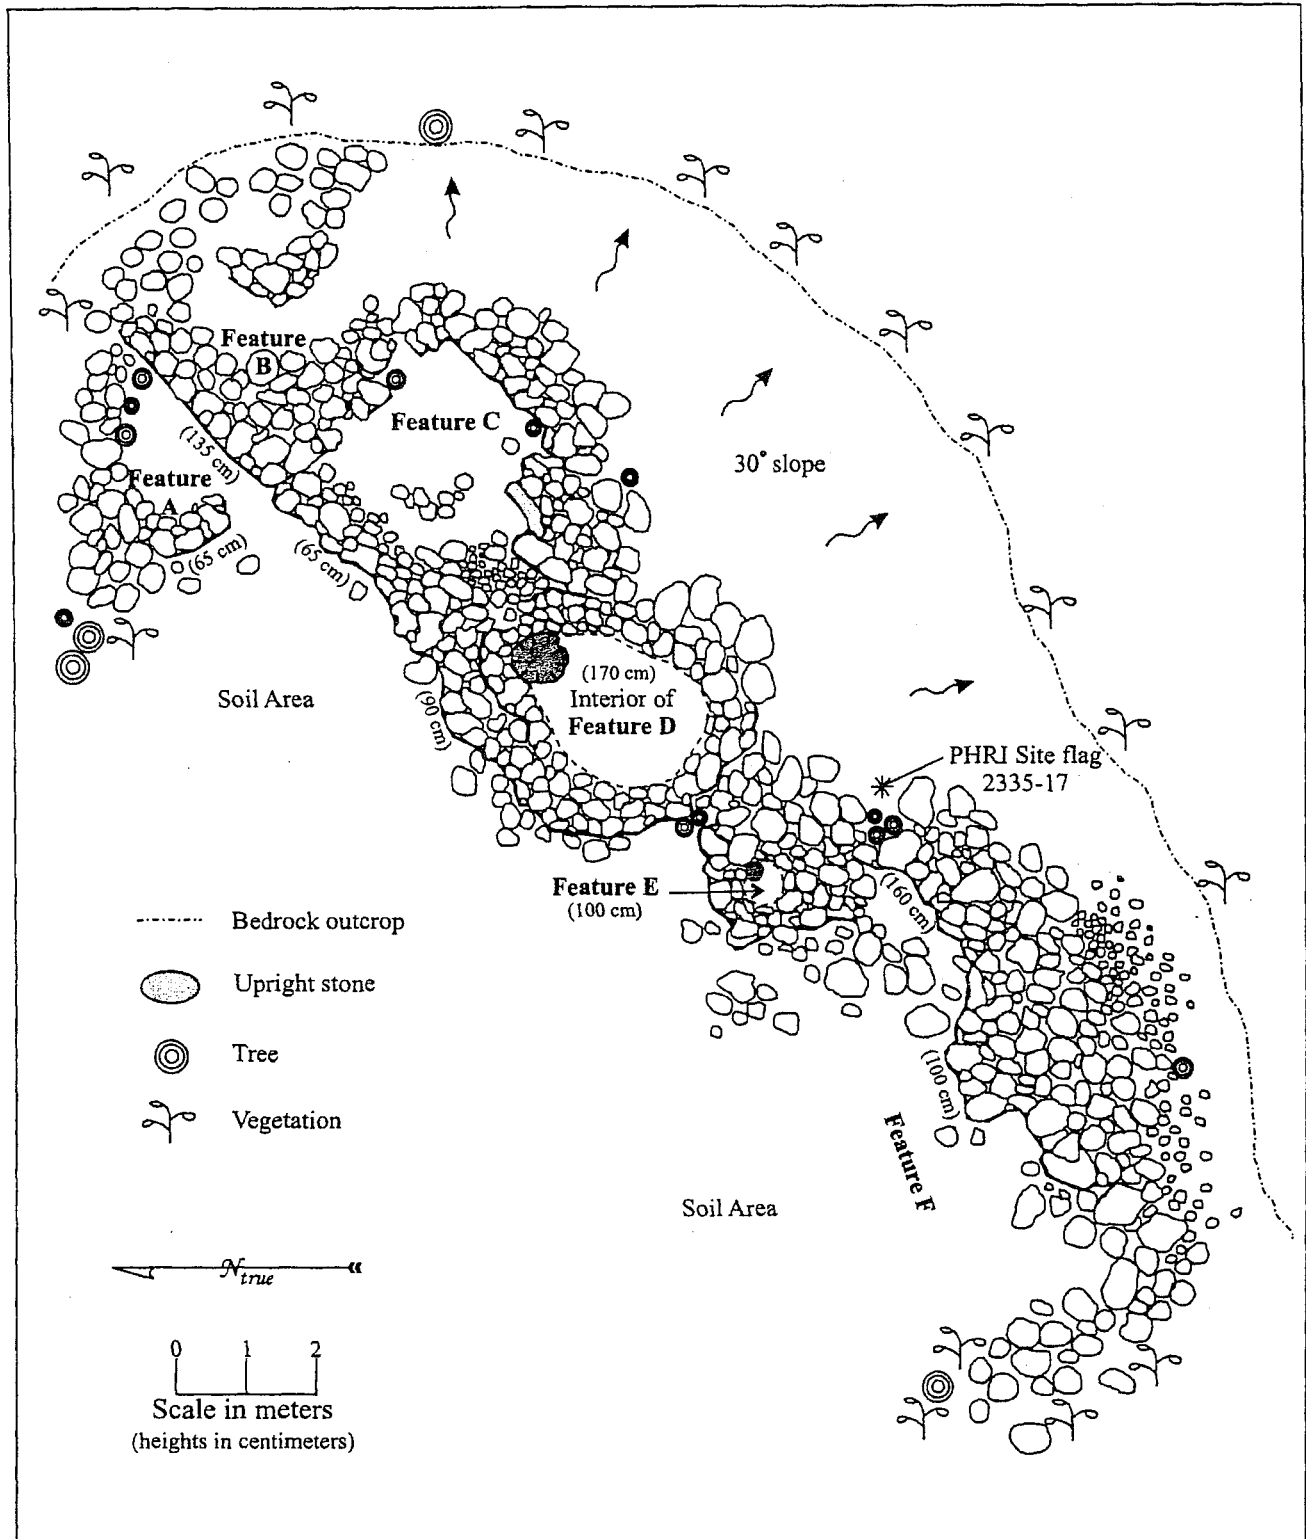 Feature
B
Feature C
(135 cm)
30° slope
Feature
A
(65 cm)
(65 cm)
(170 cm)
Interior of
Feature D
Soil Area
(90 cm)
PHRI Site flag
2335-17
Feature E
(100 cm)
(160 cm)
Bedrock outcrop
Upright stone
Tree
(100 cm)
Vegetation
Feature F
Soil Area
N true
0 1 2
Scale in meters
(heights in centimeters)